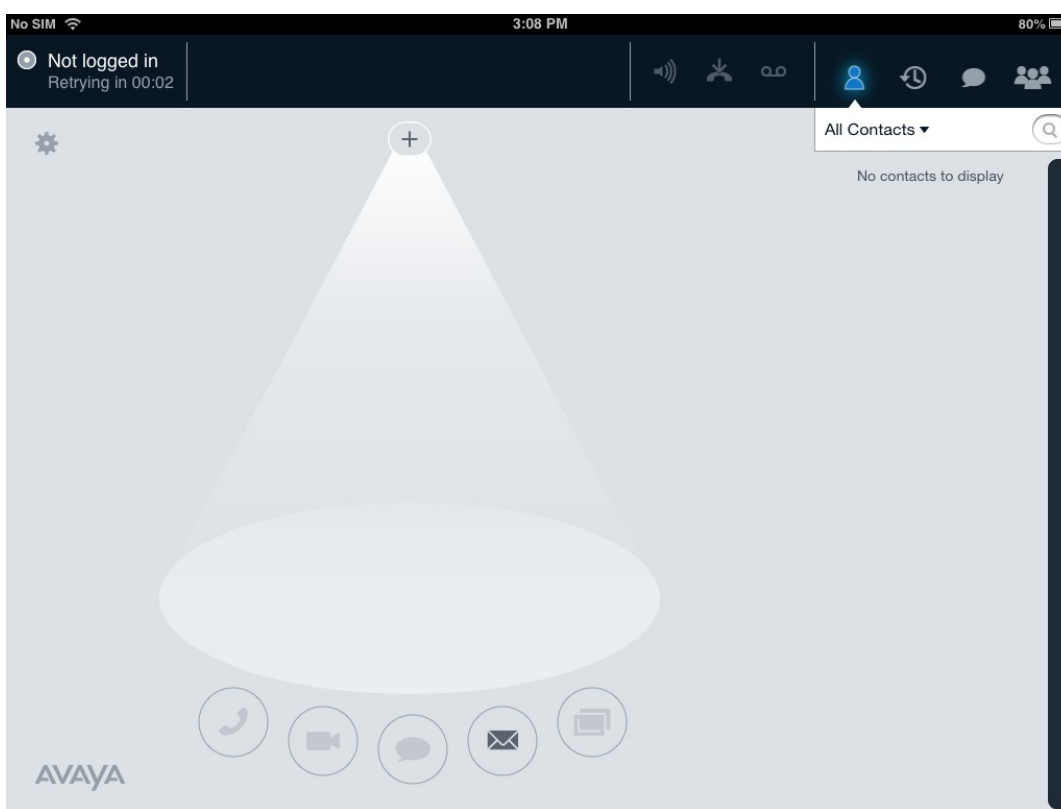 No SIM 3:08 PM 80%
Not logged in
Retrying in 00:02
All Contacts
No contacts to display
AVAYA